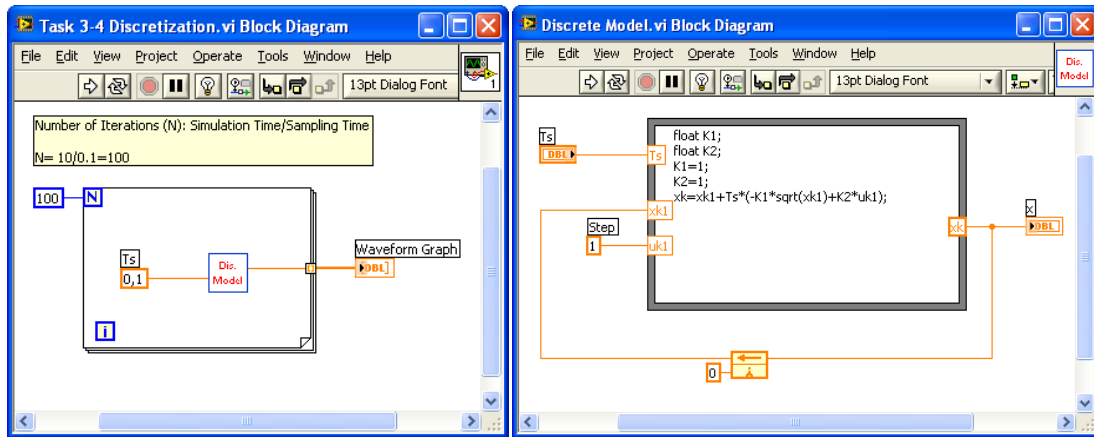 Task 3-4 Discretization.vi Block Diagram
File Edit View Project Operate Tools Window Help
13pt Dialog Font
1
Number of Iterations (N): Simulation Time/Sampling Time
N= 10/0.1=100
100
N
Ts
0,1
Dis.
Model
Waveform Graph
DBL
i
Discrete Model.vi Block Diagram
File Edit View Project Operate Tools Window Help
13pt Dialog Font
Dis.
Model
Ts
DBL
Ts
float K1;
float K2;
K1=1;
K2=1;
xk=xk1+Ts*(-K1*sqrt(xk1)+K2*uk1);
xk1
Step
1
uk1
xk
x
DBL
0